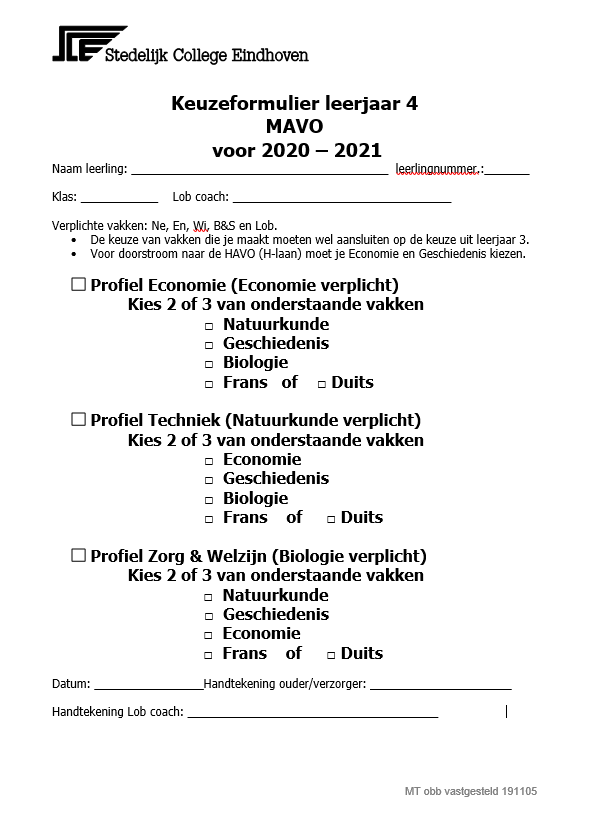 Stedelijk College Eindhoven
Keuzeformulier leerjaar 4
MAVO
voor 2020 – 2021
Naam leerling: ________________________________________ leerlingnummer.:_______
Klas: ____________ Lob coach: __________________________________
Verplichte vakken: Ne, En, Wi, B&S en Lob.
• De keuze van vakken die je maakt moeten wel aansluiten op de keuze uit leerjaar 3.
• Voor doorstroom naar de HAVO (H-laan) moet je Economie en Geschiedenis kiezen.
☐ Profiel Economie (Economie verplicht)
Kies 2 of 3 van onderstaande vakken
□ Natuurkunde
□ Geschiedenis
□ Biologie
□ Frans of □ Duits
☐ Profiel Techniek (Natuurkunde verplicht)
Kies 2 of 3 van onderstaande vakken
□ Economie
□ Geschiedenis
□ Biologie
□ Frans of □ Duits
☐ Profiel Zorg & Welzijn (Biologie verplicht)
Kies 2 of 3 van onderstaande vakken
□ Natuurkunde
□ Geschiedenis
□ Economie
□ Frans of □ Duits
Datum: _________________Handtekening ouder/verzorger: ______________________
Handtekening Lob coach: _______________________________________
MT obb vastgesteld 191105